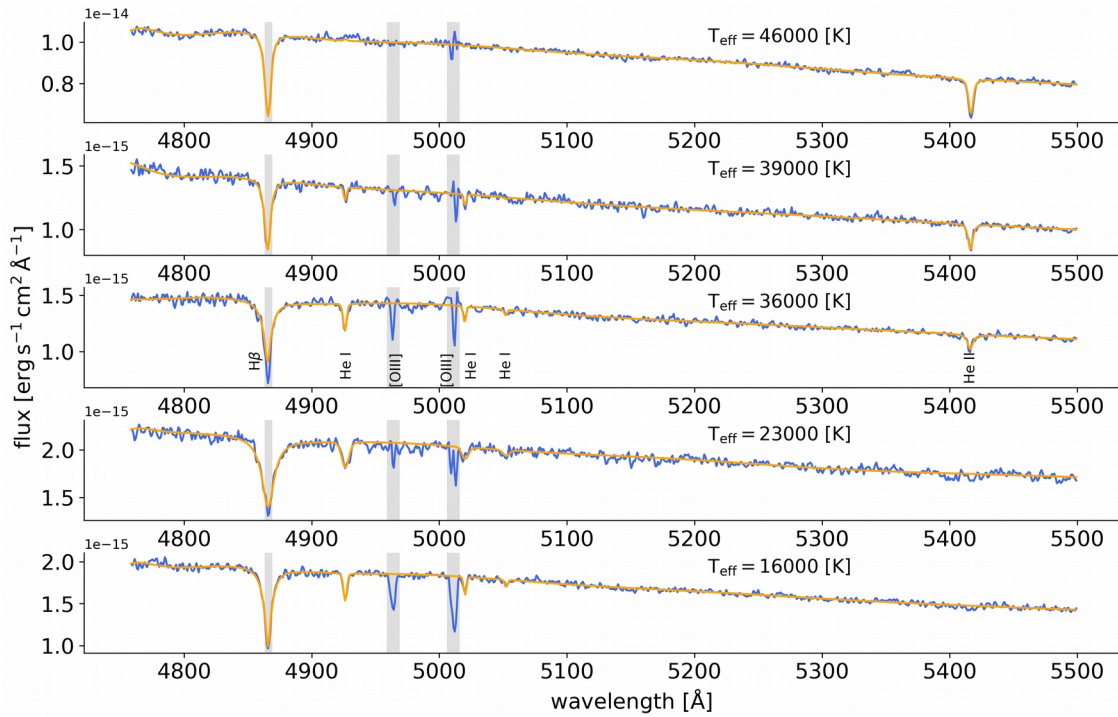 1e−14
T_eff = 46000 [K]
1.0
0.8
4800 4900 5000 5100 5200 5300 5400 5500
1e−15
T_eff = 39000 [K]
1.5
1.0
4800 4900 5000 5100 5200 5300 5400 5500
1e−15
T_eff = 36000 [K]
1.5
1.0
Hβ He I [OIII] [OIII] He I He I He II
4800 4900 5000 5100 5200 5300 5400 5500
flux [erg s⁻¹ cm² Å⁻¹]
1e−15
T_eff = 23000 [K]
2.0
1.5
4800 4900 5000 5100 5200 5300 5400 5500
1e−15
T_eff = 16000 [K]
2.0
1.5
1.0
4800 4900 5000 5100 5200 5300 5400 5500
wavelength [Å]